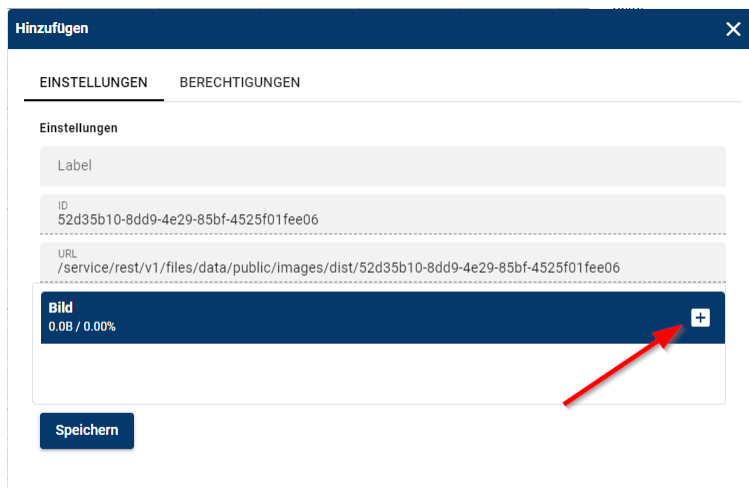 Hinzufügen
EINSTELLUNGEN BERECHTIGUNGEN
Einstellungen
Label
ID
52d35b10-8dd9-4e29-85bf-4525f01fee06
URL
/service/rest/v1/files/data/public/images/dist/52d35b10-8dd9-4e29-85bf-4525f01fee06
Bild
0.0B / 0.00%
Speichern